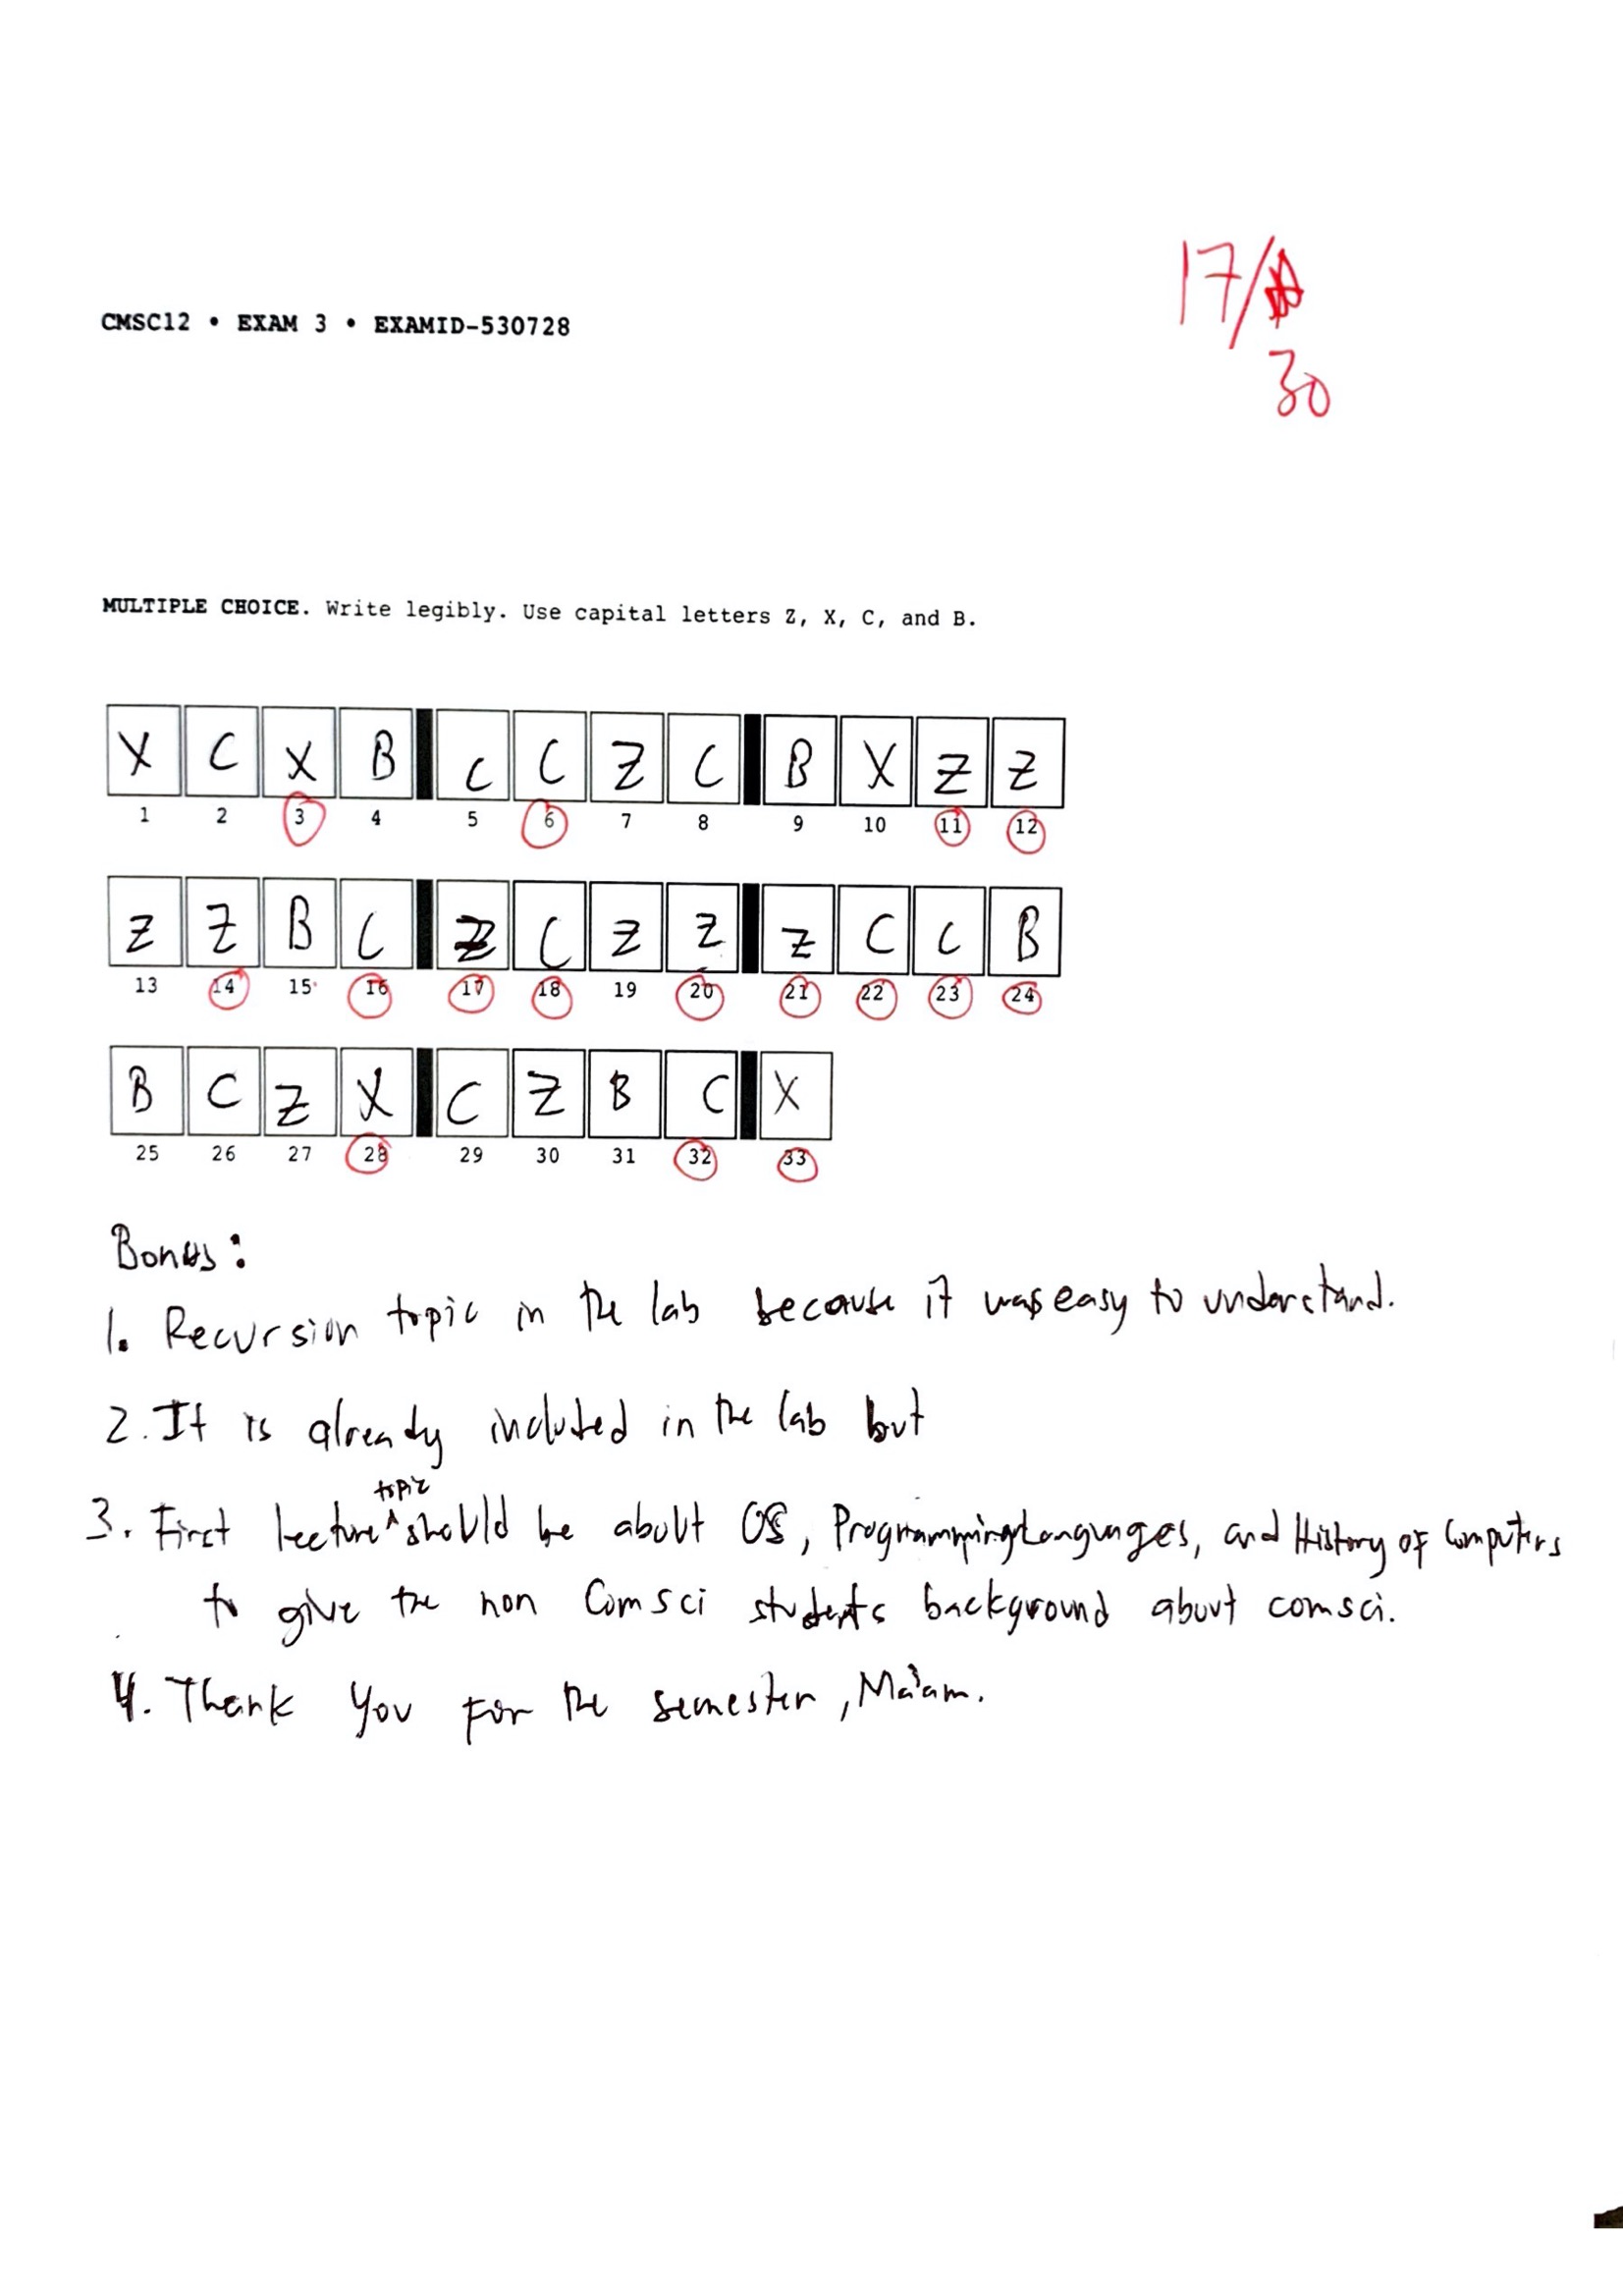 17/
30
CMSC12 • EXAM 3 • EXAMID-530728
MULTIPLE CHOICE. Write legibly. Use capital letters Z, X, C, and B.
X C X B C C Z C B X Z Z
1 2 3 4 5 6 7 8 9 10 11 12
Z Z B C Z C Z Z Z C C B
13 14 15 16 17 18 19 20 21 22 23 24
B C Z X C Z B C X
25 26 27 28 29 30 31 32 33
Bonus:
1. Recursion topic in the lab because it was easy to understand.
2. It is already included in the lab but
3. First lecture topic should be about OS, Programming Languages, and History of Computers
to give the non Comsci students background about comsci.
4. Thank you for the semester, Ma'am.